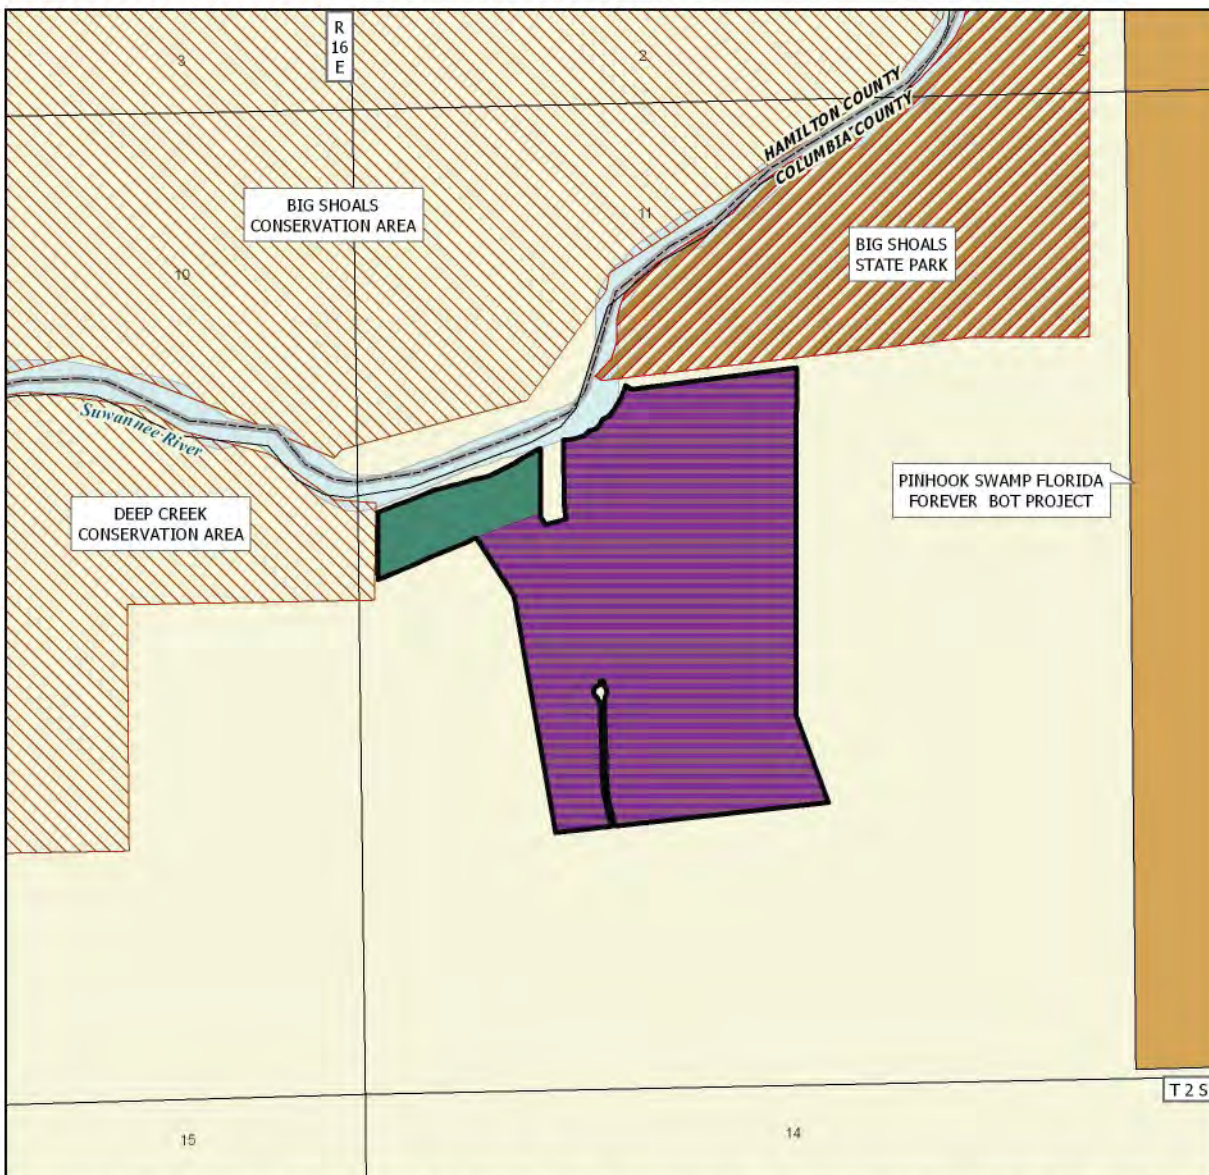 R
16
E
3
2
2
HAMILTON COUNTY
COLUMBIA COUNTY
BIG SHOALS
CONSERVATION AREA
11
BIG SHOALS
STATE PARK
10
Suwannee River
PINHOOK SWAMP FLORIDA
FOREVER BOT PROJECT
DEEP CREEK
CONSERVATION AREA
T 2 S
15
14